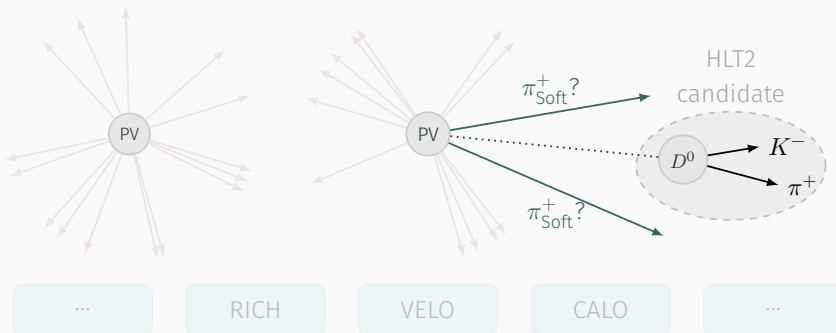 HLT2
candidate
π⁺Soft?
PV
PV
D⁰
K⁻
π⁺
π⁺Soft?
...
RICH
VELO
CALO
...